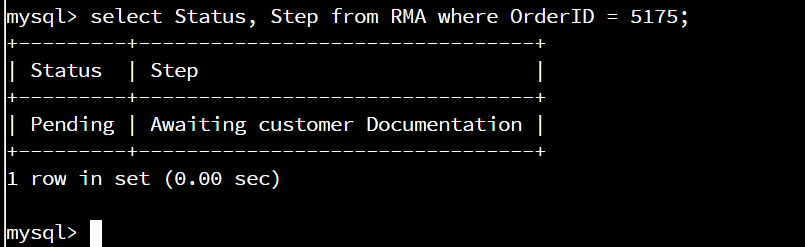 mysql> select Status, Step from RMA where OrderID = 5175;
+---------+--------------------------------+
| Status  | Step                           |
+---------+--------------------------------+
| Pending | Awaiting customer Documentation |
+---------+--------------------------------+
1 row in set (0.00 sec)
mysql>